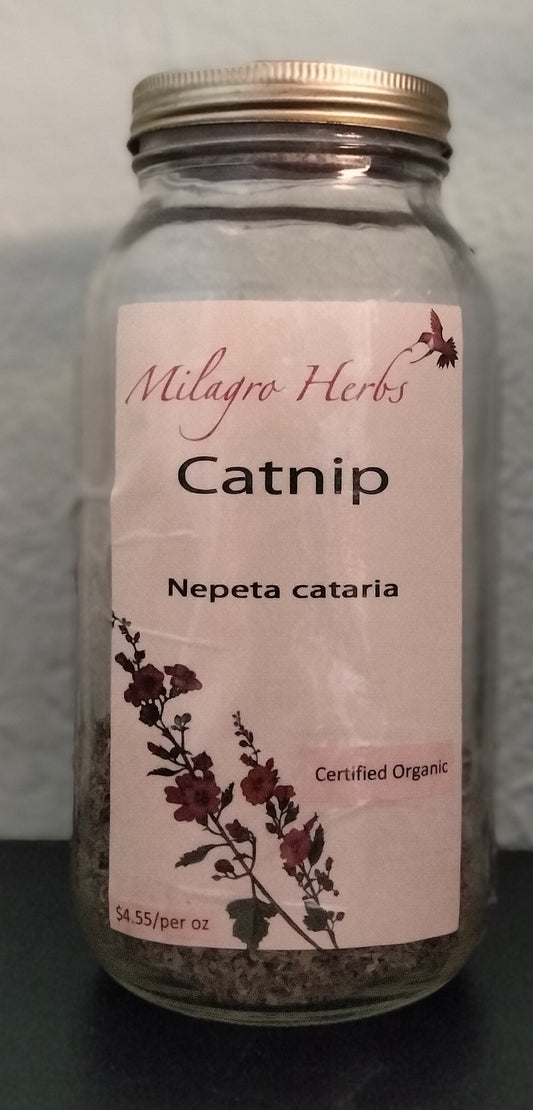 Milagro Herbs
Catnip
Nepeta cataria
Certified Organic
$4.55/per oz